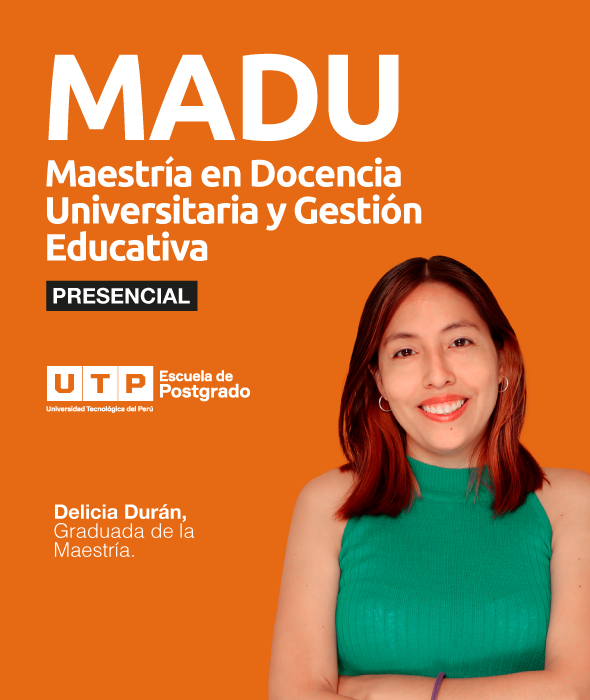 MADU
Maestría en Docencia
Universitaria y Gestión
Educativa
PRESENCIAL
UTP
Universidad Tecnológica del Perú
Escuela de
Postgrado
Delicia Durán,
Graduada de la
Maestría.